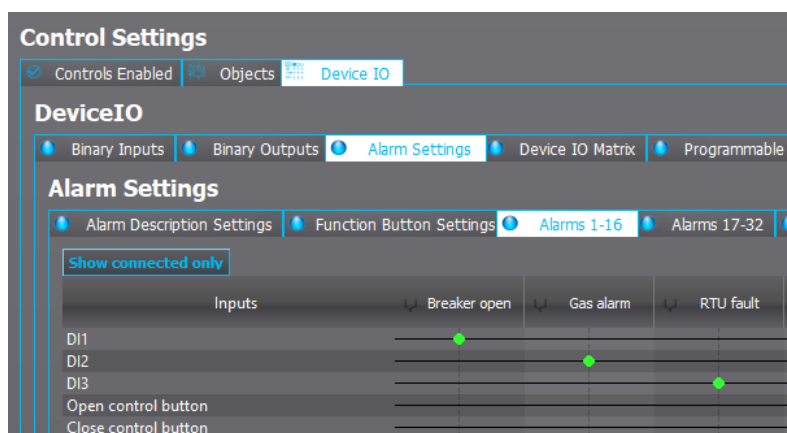 Control Settings
Controls Enabled Objects Device IO
DeviceIO
Binary Inputs Binary Outputs Alarm Settings Device IO Matrix Programmable
Alarm Settings
Alarm Description Settings Function Button Settings Alarms 1-16 Alarms 17-32
Show connected only
Inputs Breaker open Gas alarm RTU fault
DI1
DI2
DI3
Open control button
Close control button